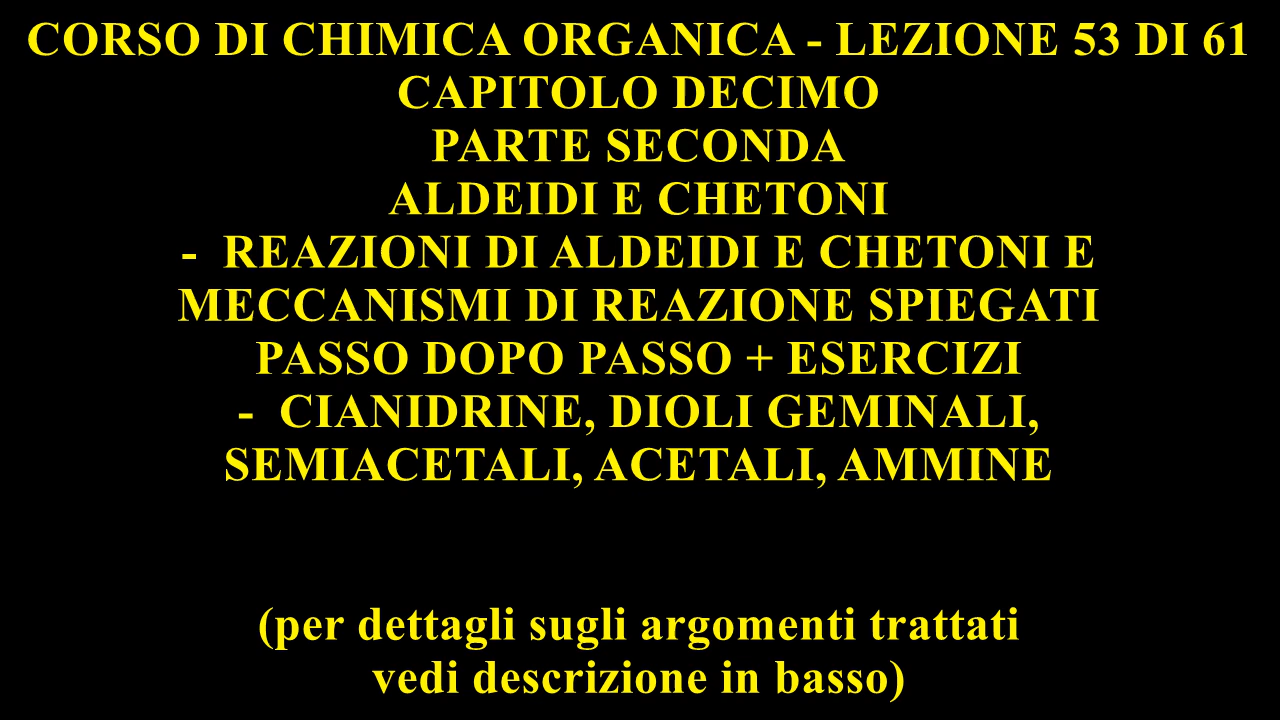 CORSO DI CHIMICA ORGANICA - LEZIONE 53 DI 61
CAPITOLO DECIMO
PARTE SECONDA
ALDEIDI E CHETONI
- REAZIONI DI ALDEIDI E CHETONI E
MECCANISMI DI REAZIONE SPIEGATI
PASSO DOPO PASSO + ESERCIZI
- CIANIDRINE, DIOLI GEMINALI,
SEMIACETALI, ACETALI, AMMINE
(per dettagli sugli argomenti trattati
vedi descrizione in basso)